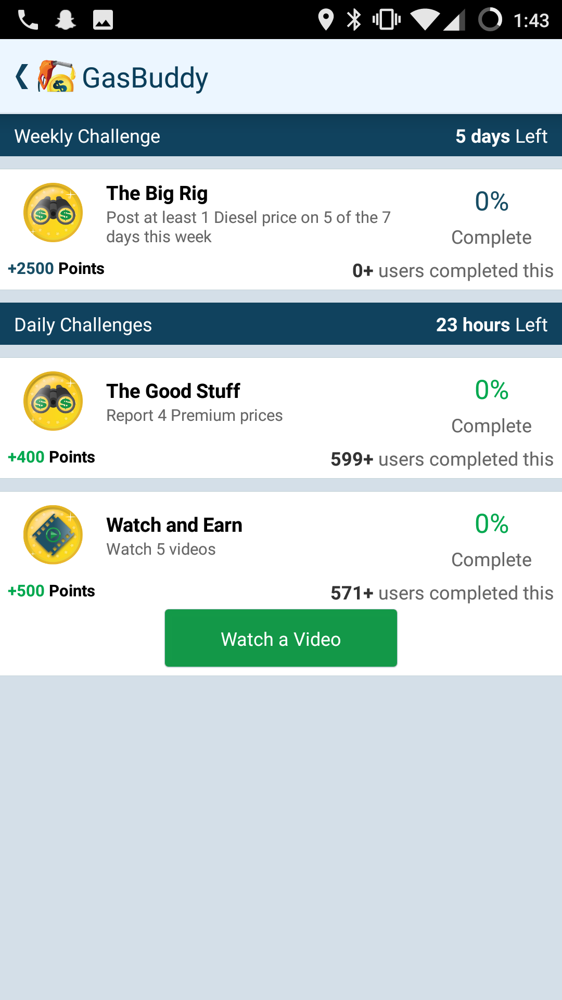 1:43
GasBuddy
Weekly Challenge 5 days Left
The Big Rig
Post at least 1 Diesel price on 5 of the 7
days this week
0%
Complete
+2500 Points 0+ users completed this
Daily Challenges 23 hours Left
The Good Stuff
Report 4 Premium prices
0%
Complete
+400 Points 599+ users completed this
Watch and Earn
Watch 5 videos
0%
Complete
+500 Points 571+ users completed this
Watch a Video